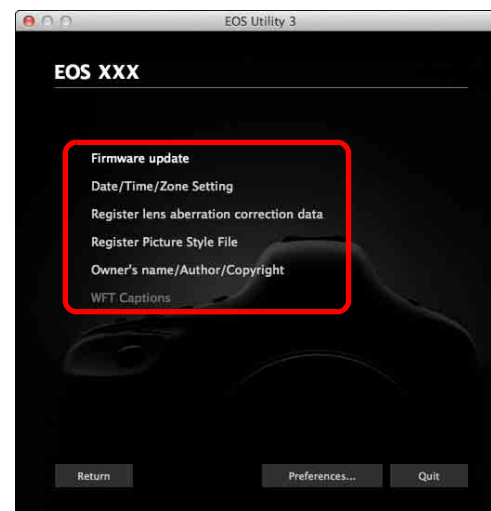 EOS Utility 3
EOS XXX
Firmware update
Date/Time/Zone Setting
Register lens aberration correction data
Register Picture Style File
Owner's name/Author/Copyright
WFT Captions
Return
Preferences...
Quit